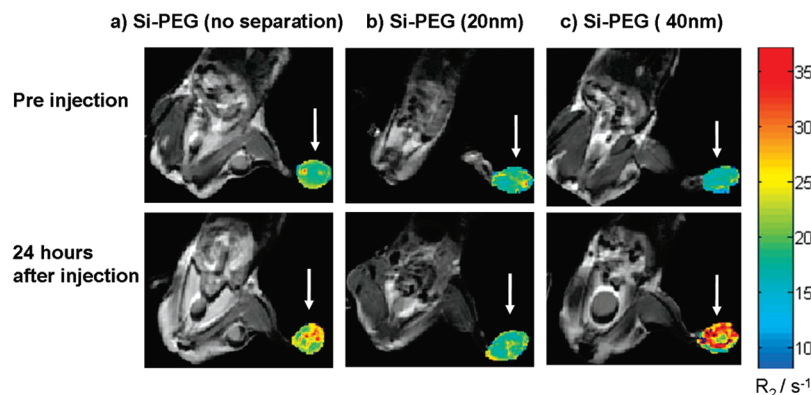 a) Si-PEG (no separation) b) Si-PEG (20nm) c) Si-PEG ( 40nm)
Pre injection
24 hours
after injection
35
30
25
20
15
10
R₂ / s⁻¹